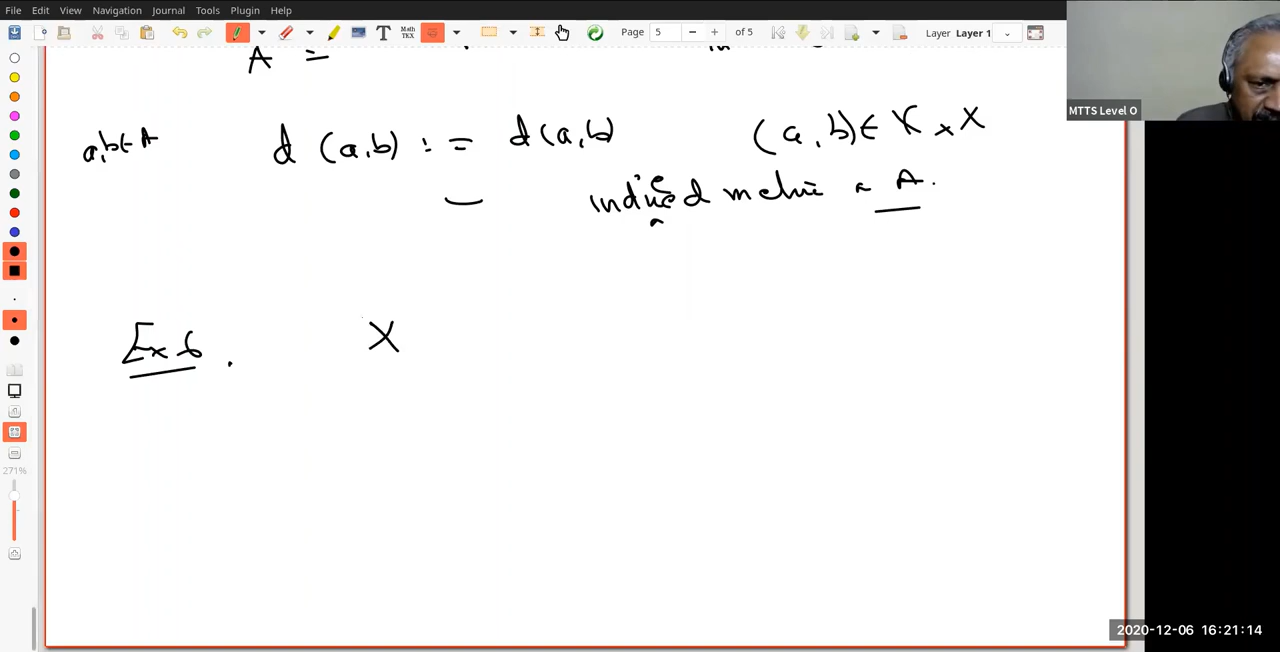 File Edit View Navigation Journal Tools Plugin Help
Page 5 of 5 Layer Layer 1
MTTS Level O
A =
a,b∈A d (a,b) := d(a,b) (a,b)∈ X × X
induced metric A.
Ex 6. X
271%
2020-12-06 16:21:14